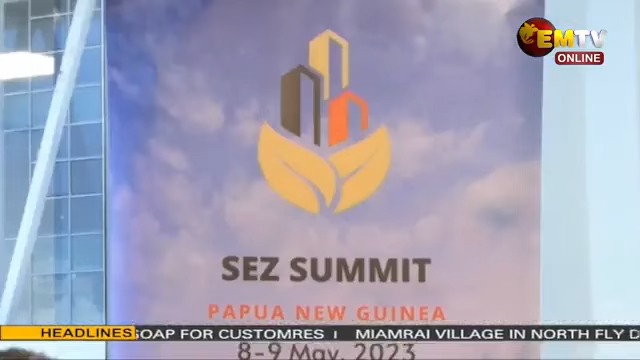 EMTV
ONLINE
SEZ SUMMIT
PAPUA NEW GUINEA
8-9 May, 2023
HEADLINES
OAP FOR CUSTOMRES I MIAMRAI VILLAGE IN NORTH FLY D